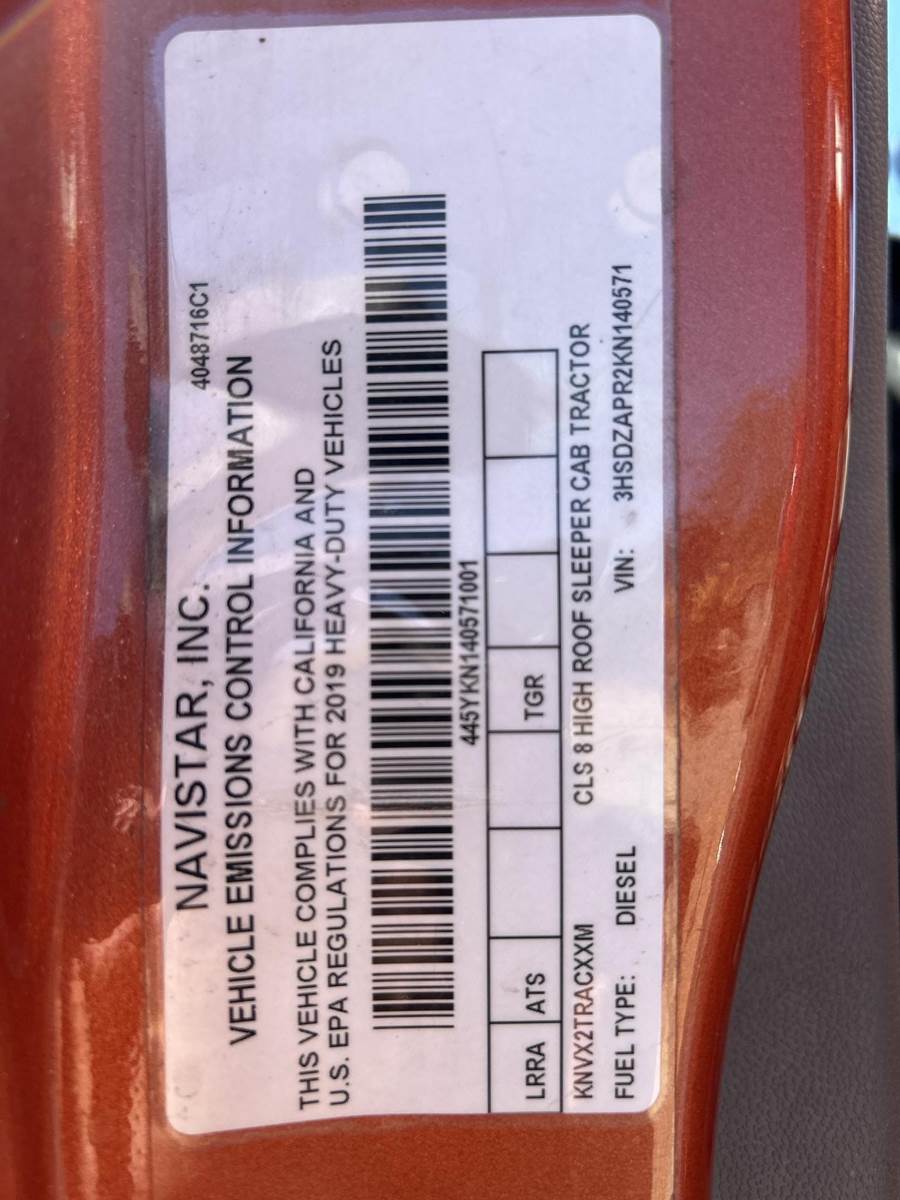 4048716C1
NAVISTAR, INC.
VEHICLE EMISSIONS CONTROL INFORMATION
THIS VEHICLE COMPLIES WITH CALIFORNIA AND
U.S. EPA REGULATIONS FOR 2019 HEAVY-DUTY VEHICLES
445YKN140571001
LRRA ATS TGR
KNVX2TRACXXM CLS 8 HIGH ROOF SLEEPER CAB TRACTOR
FUEL TYPE: DIESEL VIN: 3HSDZAPR2KN140571